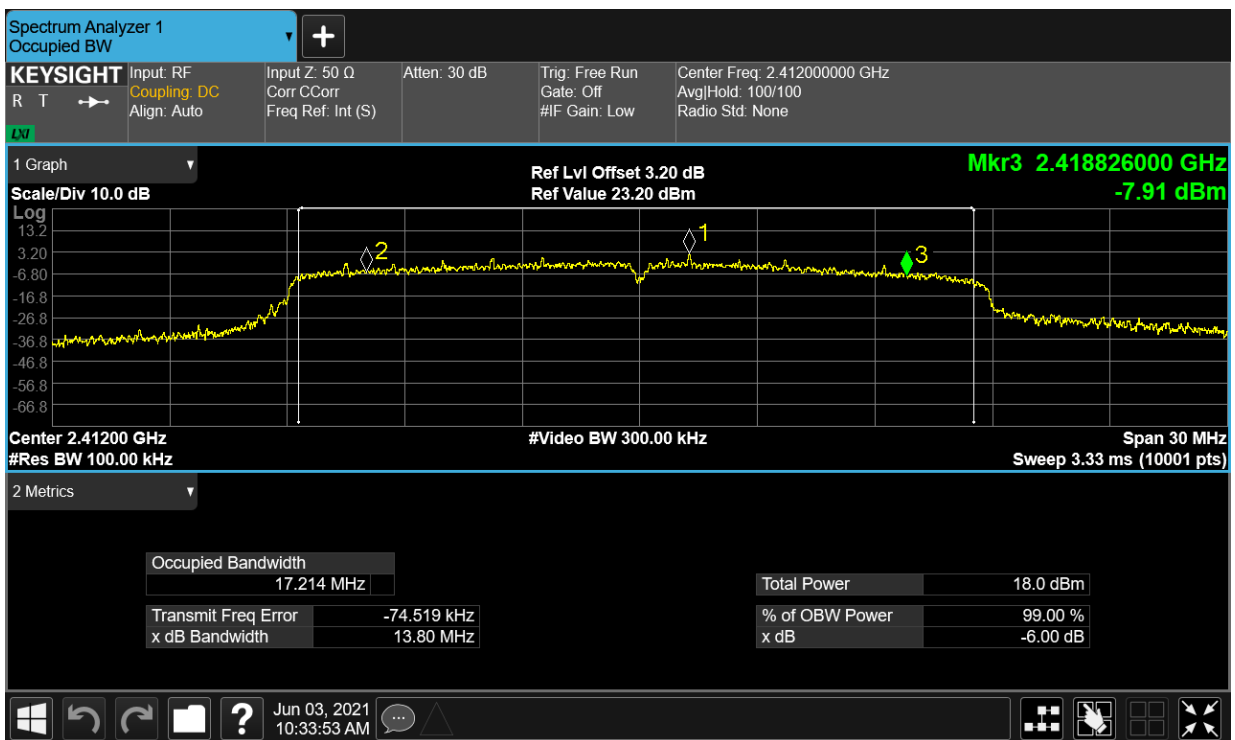 Spectrum Analyzer 1
Occupied BW
KEYSIGHT
R T
LXI
Input: RF
Coupling: DC
Align: Auto
Input Z: 50 Ω
Corr CCorr
Freq Ref: Int (S)
Atten: 30 dB
Trig: Free Run
Gate: Off
#IF Gain: Low
Center Freq: 2.412000000 GHz
Avg|Hold: 100/100
Radio Std: None
1 Graph
Scale/Div 10.0 dB
Ref Lvl Offset 3.20 dB
Ref Value 23.20 dBm
Mkr3 2.418826000 GHz
-7.91 dBm
Log
13.2
3.20
-6.80
-16.8
-26.8
-36.8
-46.8
-56.8
-66.8
2
1
3
Center 2.41200 GHz
#Res BW 100.00 kHz
#Video BW 300.00 kHz
Span 30 MHz
Sweep 3.33 ms (10001 pts)
2 Metrics
Occupied Bandwidth
17.214 MHz
Transmit Freq Error -74.519 kHz
x dB Bandwidth 13.80 MHz
Total Power 18.0 dBm
% of OBW Power 99.00 %
x dB -6.00 dB
?
Jun 03, 2021
10:33:53 AM